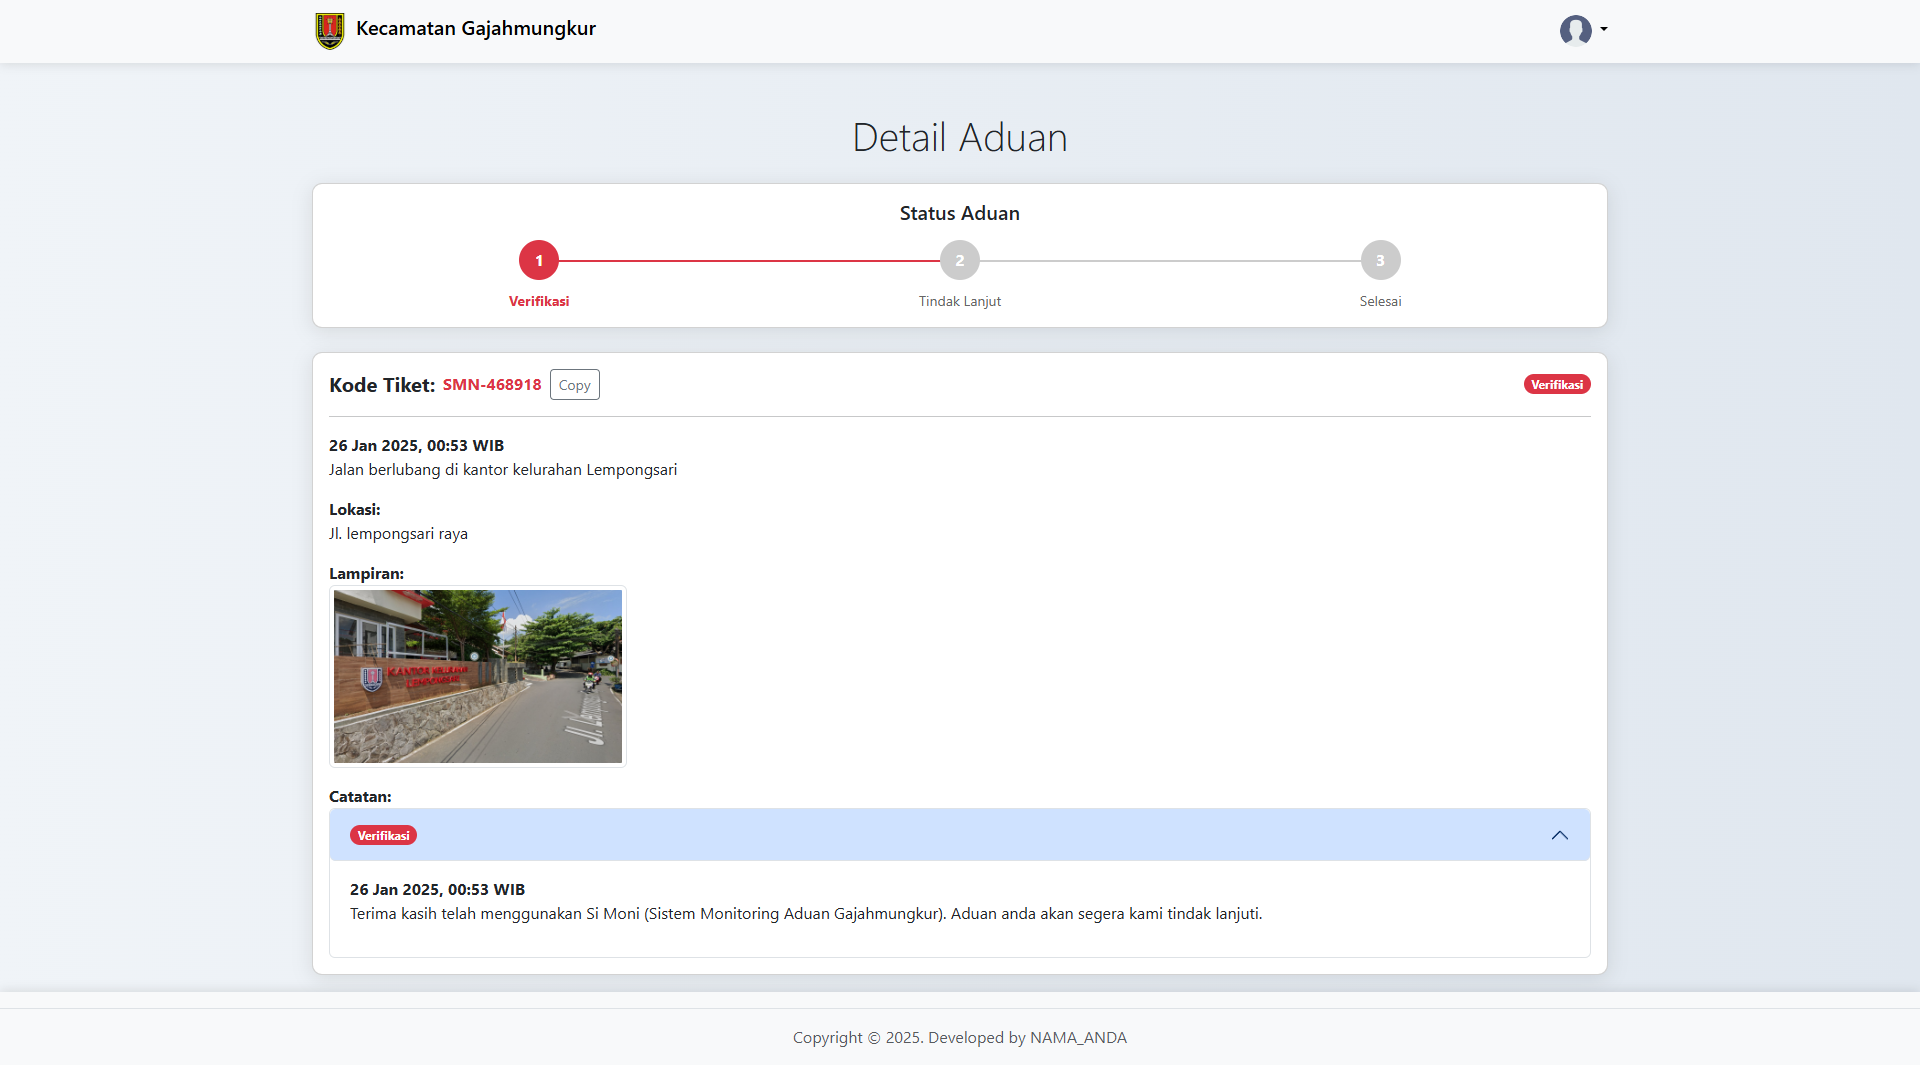 Kecamatan Gajahmungkur
Detail Aduan
Status Aduan
1
2
3
Verifikasi
Tindak Lanjut
Selesai
Kode Tiket: SMN-468918 Copy
Verifikasi
26 Jan 2025, 00:53 WIB
Jalan berlubang di kantor kelurahan Lempongsari
Lokasi:
Jl. lempongsari raya
Lampiran:
KANTOR KELURAHAN
LEMPONGSARI
Catatan:
Verifikasi
26 Jan 2025, 00:53 WIB
Terima kasih telah menggunakan Si Moni (Sistem Monitoring Aduan Gajahmungkur). Aduan anda akan segera kami tindak lanjuti.
Copyright © 2025. Developed by NAMA_ANDA